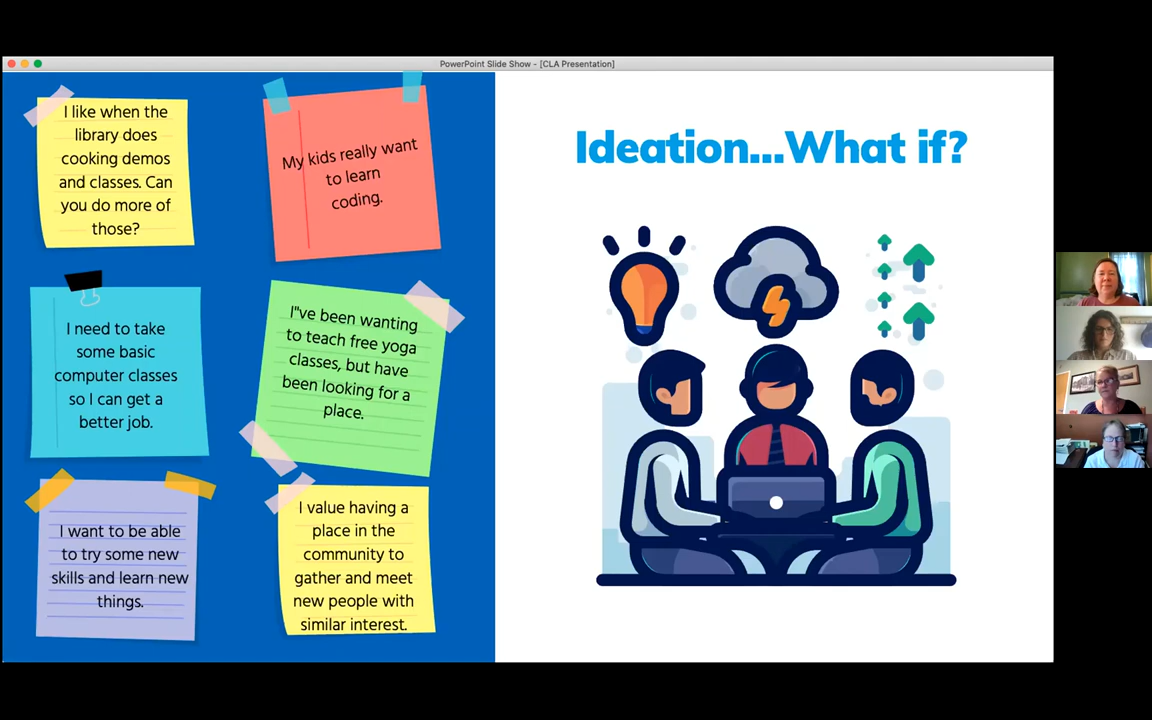 PowerPoint Slide Show - [CLA Presentation]
I like when the
library does
cooking demos
and classes. Can
you do more of
those?
My kids really want
to learn
coding.
I need to take
some basic
computer classes
so I can get a
better job.
I"ve been wanting
to teach free yoga
classes, but have
been looking for a
place.
I want to be able
to try some new
skills and learn new
things.
I value having a
place in the
community to
gather and meet
new people with
similar interest.
Ideation...What if?